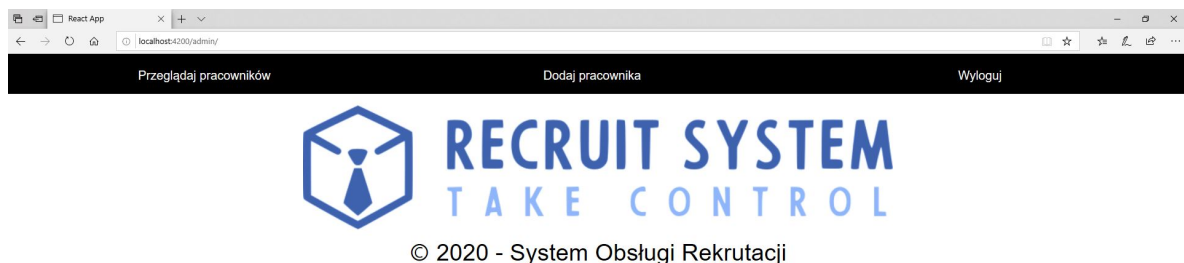 React App
localhost:4200/admin/
Przeglądaj pracowników Dodaj pracownika Wyloguj
RECRUIT SYSTEM
TAKE CONTROL
© 2020 - System Obsługi Rekrutacji